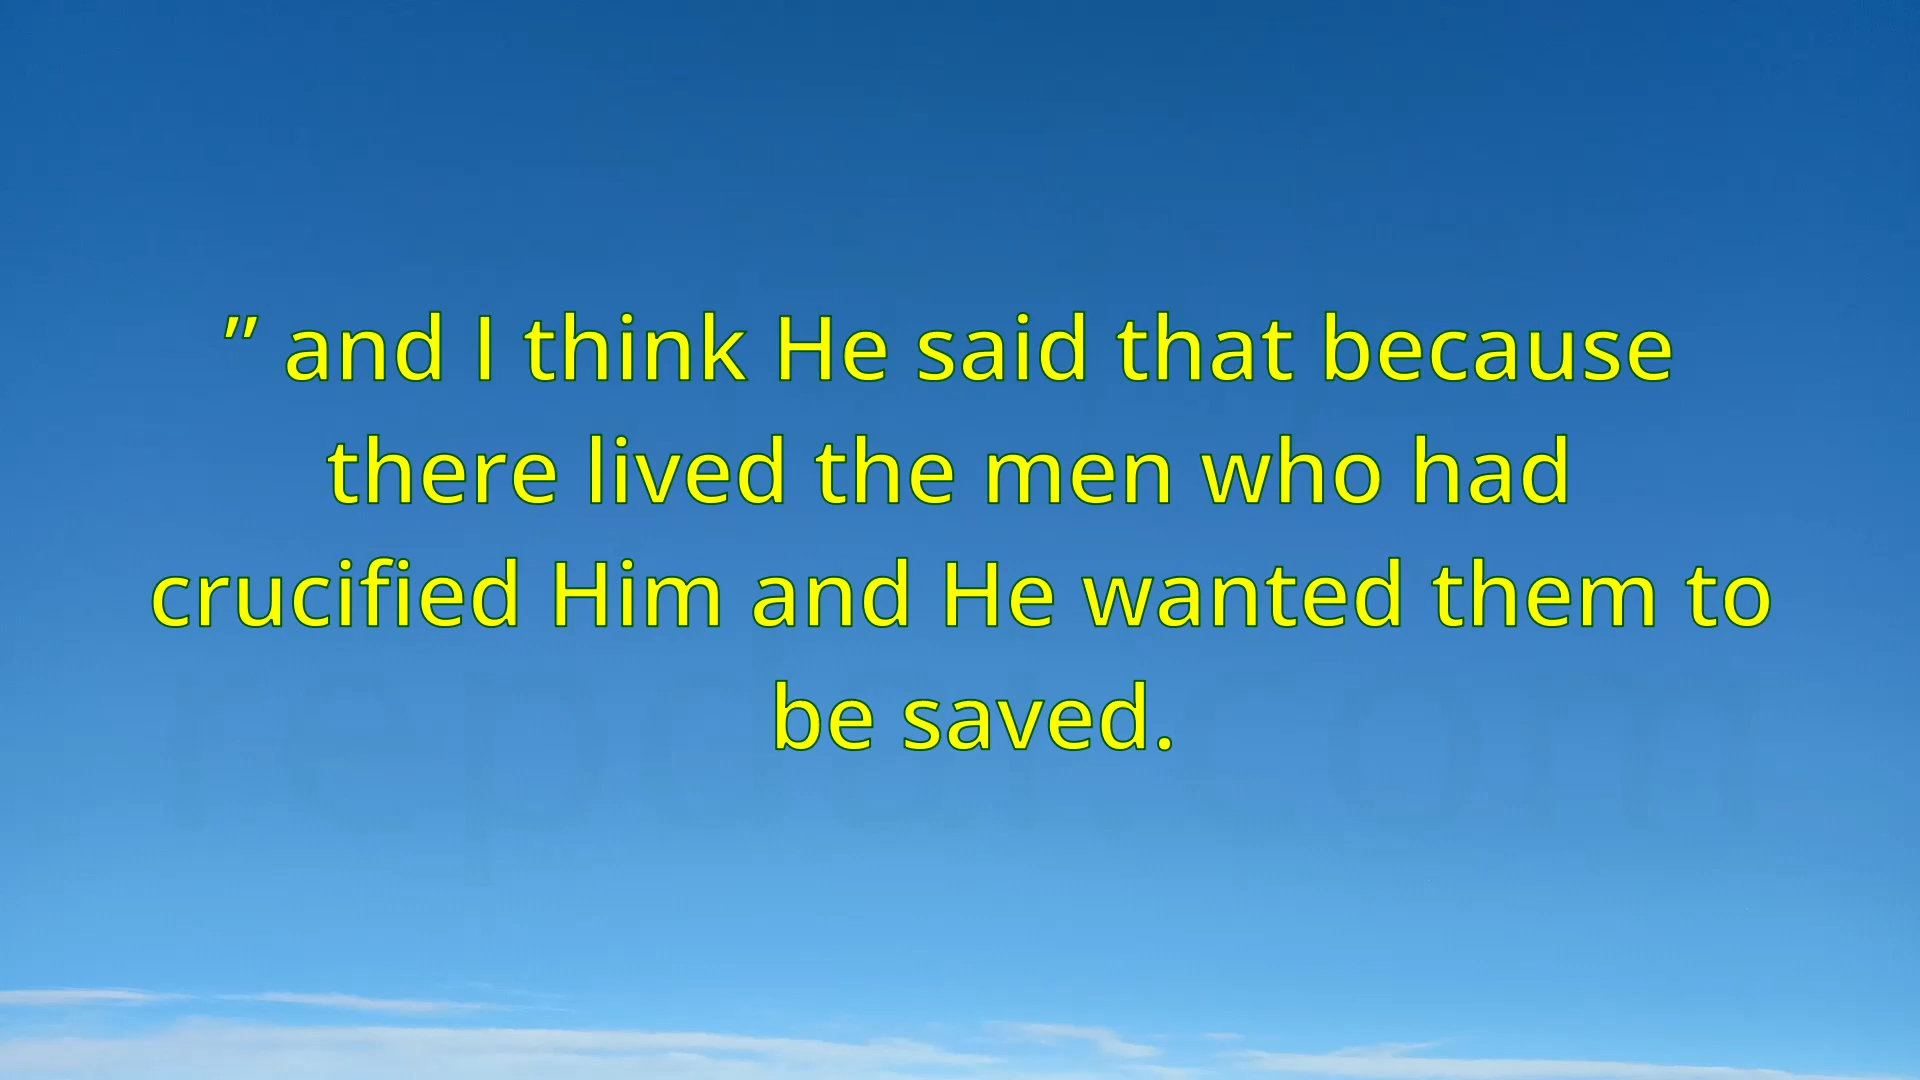 ” and I think He said that because
there lived the men who had
crucified Him and He wanted them to
be saved.